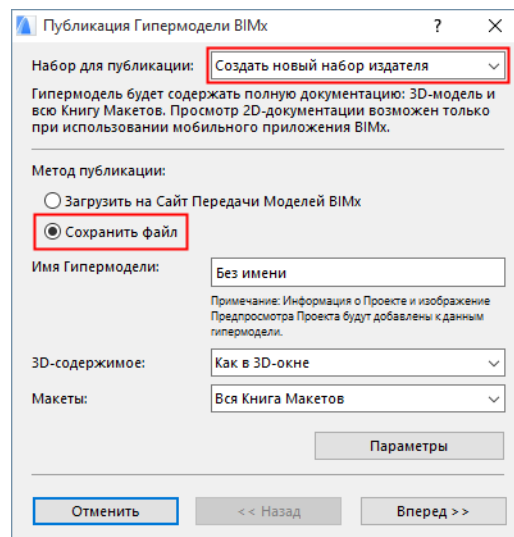 Публикация Гипермодели BIMx ?
Набор для публикации: Создать новый набор издателя
Гипермодель будет содержать полную документацию: 3D-модель и
всю Книгу Макетов. Просмотр 2D-документации возможен только
при использовании мобильного приложения BIMx.
Метод публикации:
Загрузить на Сайт Передачи Моделей BIMx
Сохранить файл
Имя Гипермодели: Без имени
Примечание: Информация о Проекте и изображение
Предпросмотра Проекта будут добавлены к данным
гипермодели.
3D-содержимое: Как в 3D-окне
Макеты: Вся Книга Макетов
Параметры
Отменить << Назад Вперед >>